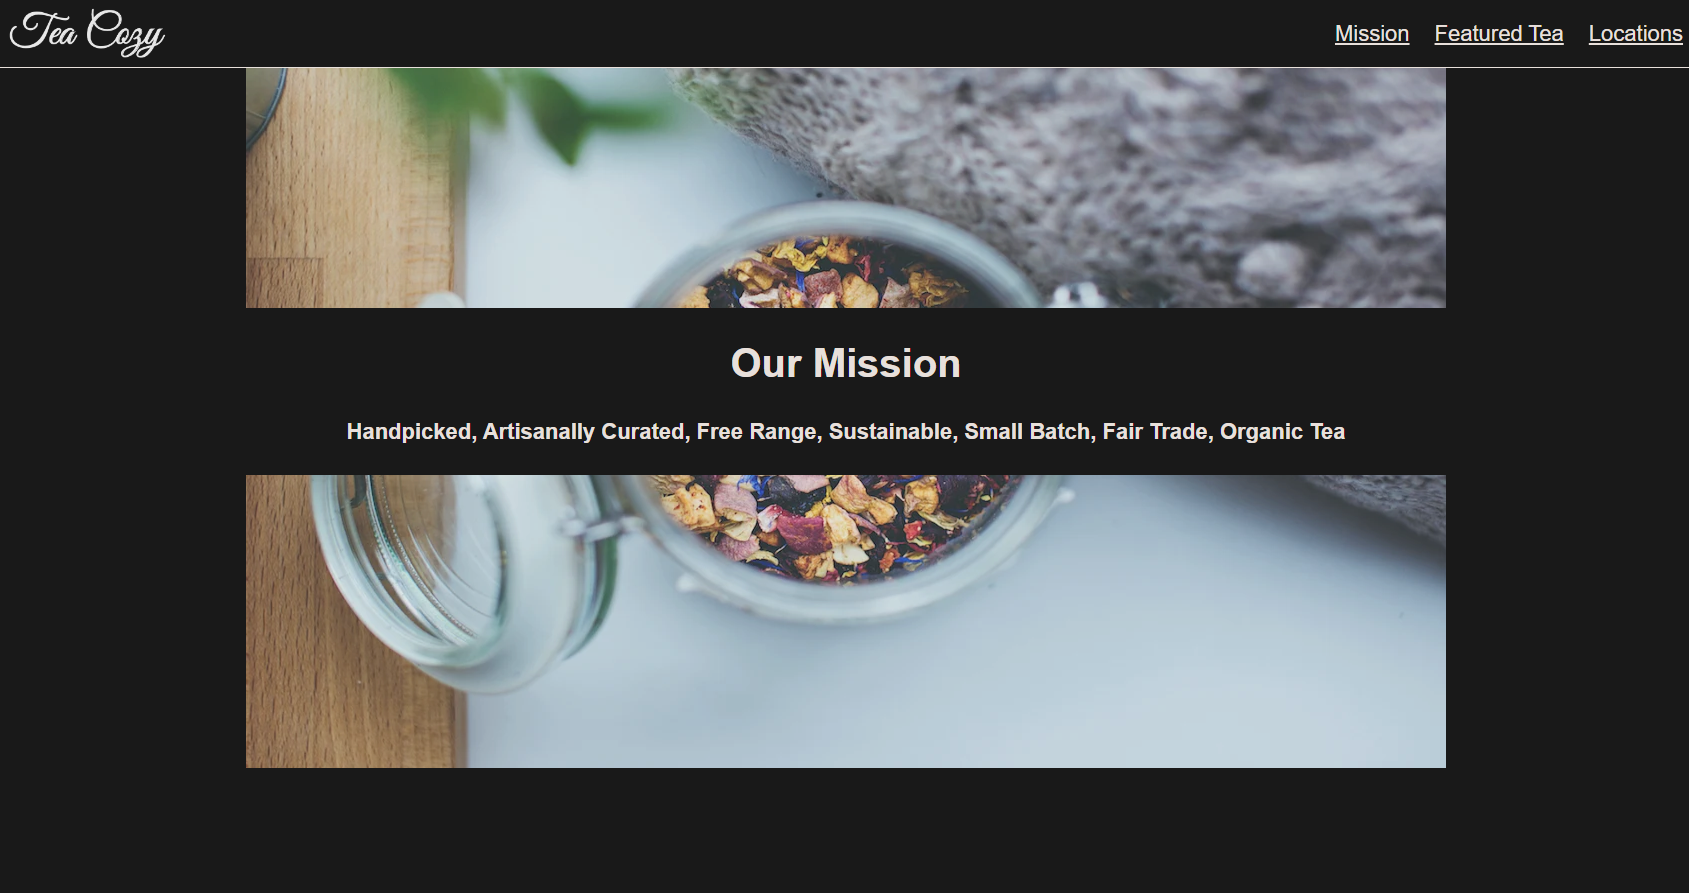 Tea Cozy
Mission Featured Tea Locations
Our Mission
Handpicked, Artisanally Curated, Free Range, Sustainable, Small Batch, Fair Trade, Organic Tea